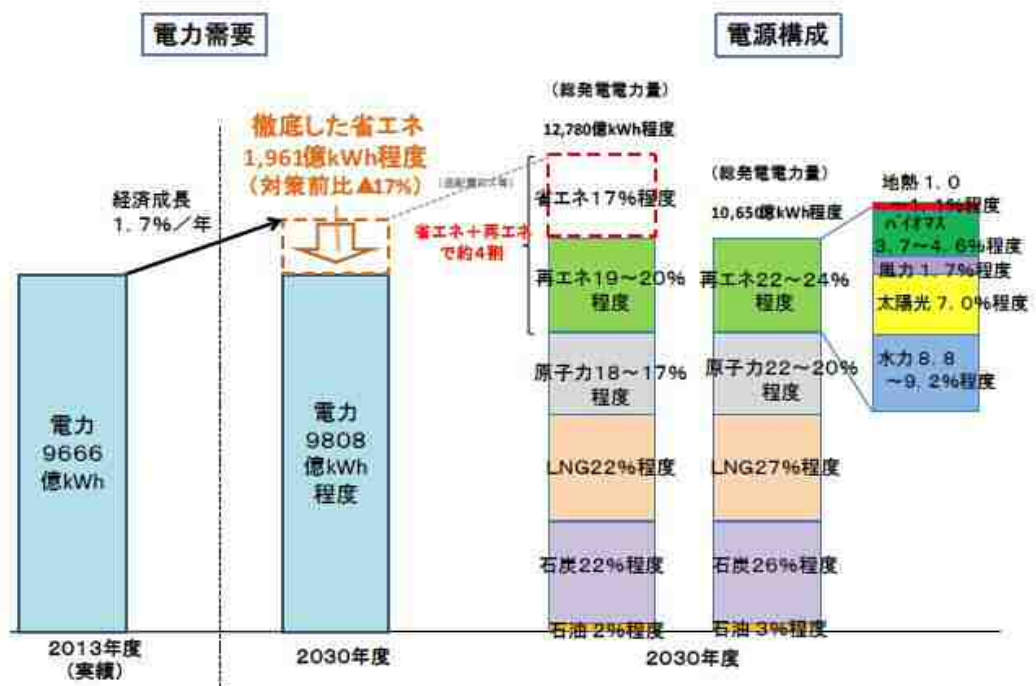 電力需要
電源構成
徹底した省エネ
1,961億kWh程度
(対策前比▲17%)
経済成長
1.7%/年
電力
9666
億kWh
電力
9808
億kWh
程度
2013年度
(実績)
2030年度
(総発電電力量)
12,780億kWh程度
省エネ17%程度
省エネ+再エネ
で約4割
再エネ19~20%
程度
原子力18~17%
程度
LNG22%程度
石炭22%程度
石油 2%程度
(総発電電力量)
10,650億kWh程度
再エネ22~24%
程度
原子力22~20%
程度
LNG27%程度
石炭26%程度
石油 3%程度
2030年度
地熱 1.0
~1.1%程度
バイオマス
3.7~4.6%程度
風力 1.7%程度
太陽光 7.0%程度
水力 8.8
~9.2%程度